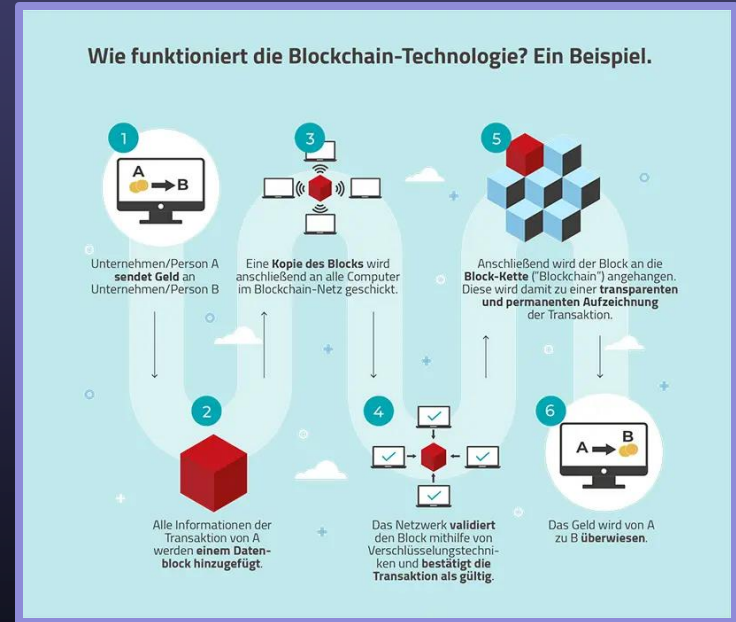 Wie funktioniert die Blockchain-Technologie? Ein Beispiel.
1
A
B
Unternehmen/Person A
sendet Geld an
Unternehmen/Person B
2
Alle Informationen der
Transaktion von A
werden einem Daten-
block hinzugefügt.
3
Eine Kopie des Blocks wird
anschließend an alle Computer
im Blockchain-Netz geschickt.
4
Das Netzwerk validiert
den Block mithilfe von
Verschlüsselungstechni-
ken und bestätigt die
Transaktion als gültig.
5
Anschließend wird der Block an die
Block-Kette ("Blockchain") angehangen.
Diese wird damit zu einer transparenten
und permanenten Aufzeichnung
der Transaktion.
6
A
B
Das Geld wird von A
zu B überwiesen.